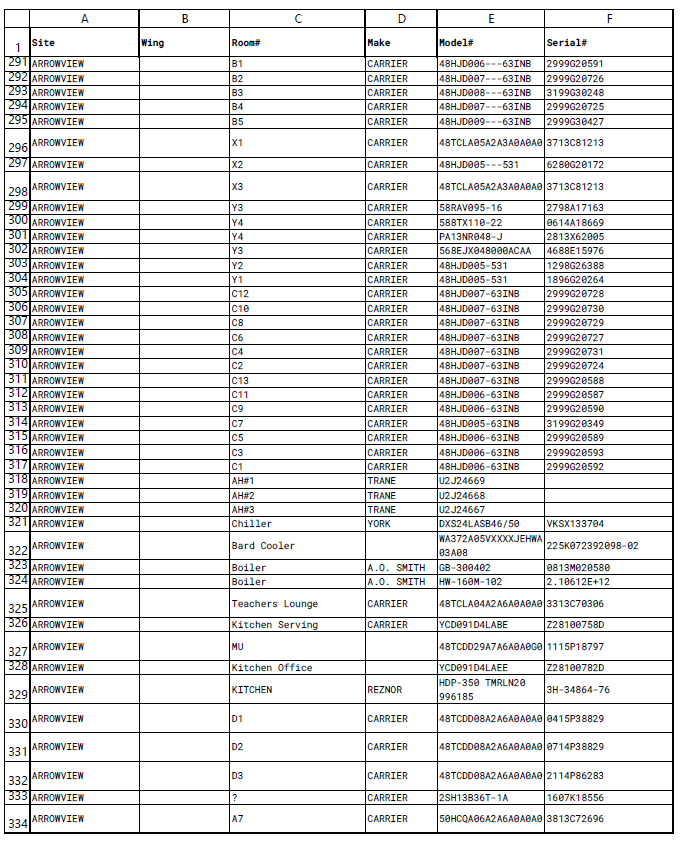 A B C D E F
1 Site Wing Room# Make Model# Serial#
291 ARROWVIEW B1 CARRIER 48HJD006---63INB 2999G20591
292 ARROWVIEW B2 CARRIER 48HJD007---63INB 2999G20726
293 ARROWVIEW B3 CARRIER 48HJD008---63INB 3199G30248
294 ARROWVIEW B4 CARRIER 48HJD007---63INB 2999G20725
295 ARROWVIEW B5 CARRIER 48HJD009---63INB 2999G30427
296 ARROWVIEW X1 CARRIER 48TCLA05A2A3A0A0A0 3713C81213
297 ARROWVIEW X2 CARRIER 48HJD005---531 6280G20172
298 ARROWVIEW X3 CARRIER 48TCLA05A2A3A0A0A0 3713C81213
299 ARROWVIEW Y3 CARRIER 58RAV095-16 2798A17163
300 ARROWVIEW Y4 CARRIER 588TX110-22 0614A18669
301 ARROWVIEW Y4 CARRIER PA13NR048-J 2813X62005
302 ARROWVIEW Y3 CARRIER 568EJX048000ACAA 4688E15976
303 ARROWVIEW Y2 CARRIER 48HJD005-531 1298G26388
304 ARROWVIEW Y1 CARRIER 48HJD005-531 1896G20264
305 ARROWVIEW C12 CARRIER 48HJD007-63INB 2999G20728
306 ARROWVIEW C10 CARRIER 48HJD007-63INB 2999G20730
307 ARROWVIEW C8 CARRIER 48HJD007-63INB 2999G20729
308 ARROWVIEW C6 CARRIER 48HJD007-63INB 2999G20727
309 ARROWVIEW C4 CARRIER 48HJD007-63INB 2999G20731
310 ARROWVIEW C2 CARRIER 48HJD007-63INB 2999G20724
311 ARROWVIEW C13 CARRIER 48HJD007-63INB 2999G20588
312 ARROWVIEW C11 CARRIER 48HJD006-63INB 2999G20587
313 ARROWVIEW C9 CARRIER 48HJD006-63INB 2999G20590
314 ARROWVIEW C7 CARRIER 48HJD005-63INB 3199G20349
315 ARROWVIEW C5 CARRIER 48HJD006-63INB 2999G20589
316 ARROWVIEW C3 CARRIER 48HJD006-63INB 2999G20593
317 ARROWVIEW C1 CARRIER 48HJD006-63INB 2999G20592
318 ARROWVIEW AH#1 TRANE U2J24669
319 ARROWVIEW AH#2 TRANE U2J24668
320 ARROWVIEW AH#3 TRANE U2J24667
321 ARROWVIEW Chiller YORK DXS24LASB46/50 VKSX133704
322 ARROWVIEW Bard Cooler WA372A05VXXXXJEHWA
03A08 225K072392098-02
323 ARROWVIEW Boiler A.O. SMITH GB-300402 0813M020580
324 ARROWVIEW Boiler A.O. SMITH HW-160M-102 2.10612E+12
325 ARROWVIEW Teachers Lounge CARRIER 48TCLA04A2A6A0A0A0 3313C70306
326 ARROWVIEW Kitchen Serving CARRIER YCD091D4LABE Z28100758D
327 ARROWVIEW MU 48TCDD29A7A6A0A0G0 1115P18797
328 ARROWVIEW Kitchen Office YCD091D4LAEE Z28100782D
329 ARROWVIEW KITCHEN REZNOR HDP-350 TMRLN20
996185 3H-34864-76
330 ARROWVIEW D1 CARRIER 48TCDD08A2A6A0A0A0 0415P38829
331 ARROWVIEW D2 CARRIER 48TCDD08A2A6A0A0A0 0714P38829
332 ARROWVIEW D3 CARRIER 48TCDD08A2A6A0A0A0 2114P86283
333 ARROWVIEW ? CARRIER 2SH13B36T-1A 1607K18556
334 ARROWVIEW A7 CARRIER 50HCQA06A2A6A0A0A0 3813C72696